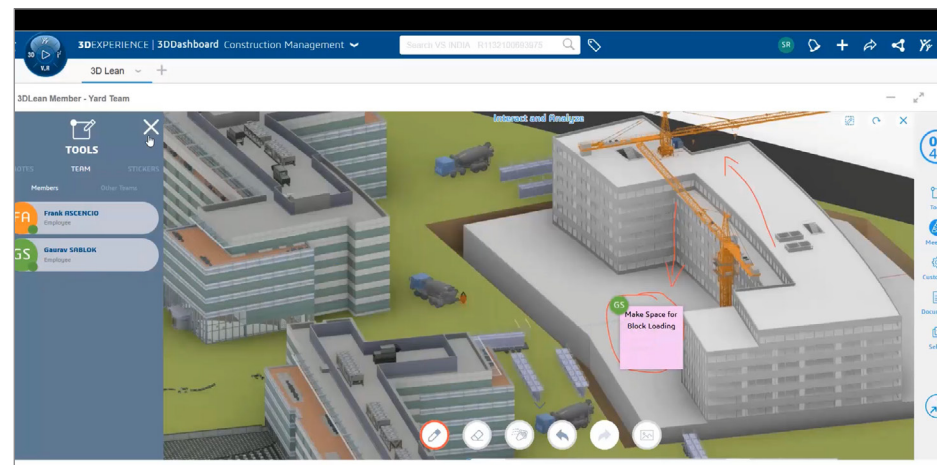 3DEXPERIENCE | 3DDashboard Construction Management
SR
3D
V.R
3D Lean
3DLean Member - Yard Team
Interact and Analyze
TOOLS
TEAM
STICKERS
Members
Other Teams
FA
Frank ASCENCIO
Employee
GS
Gaurav SABLOK
Employee
GS
Make Space for
Block Loading